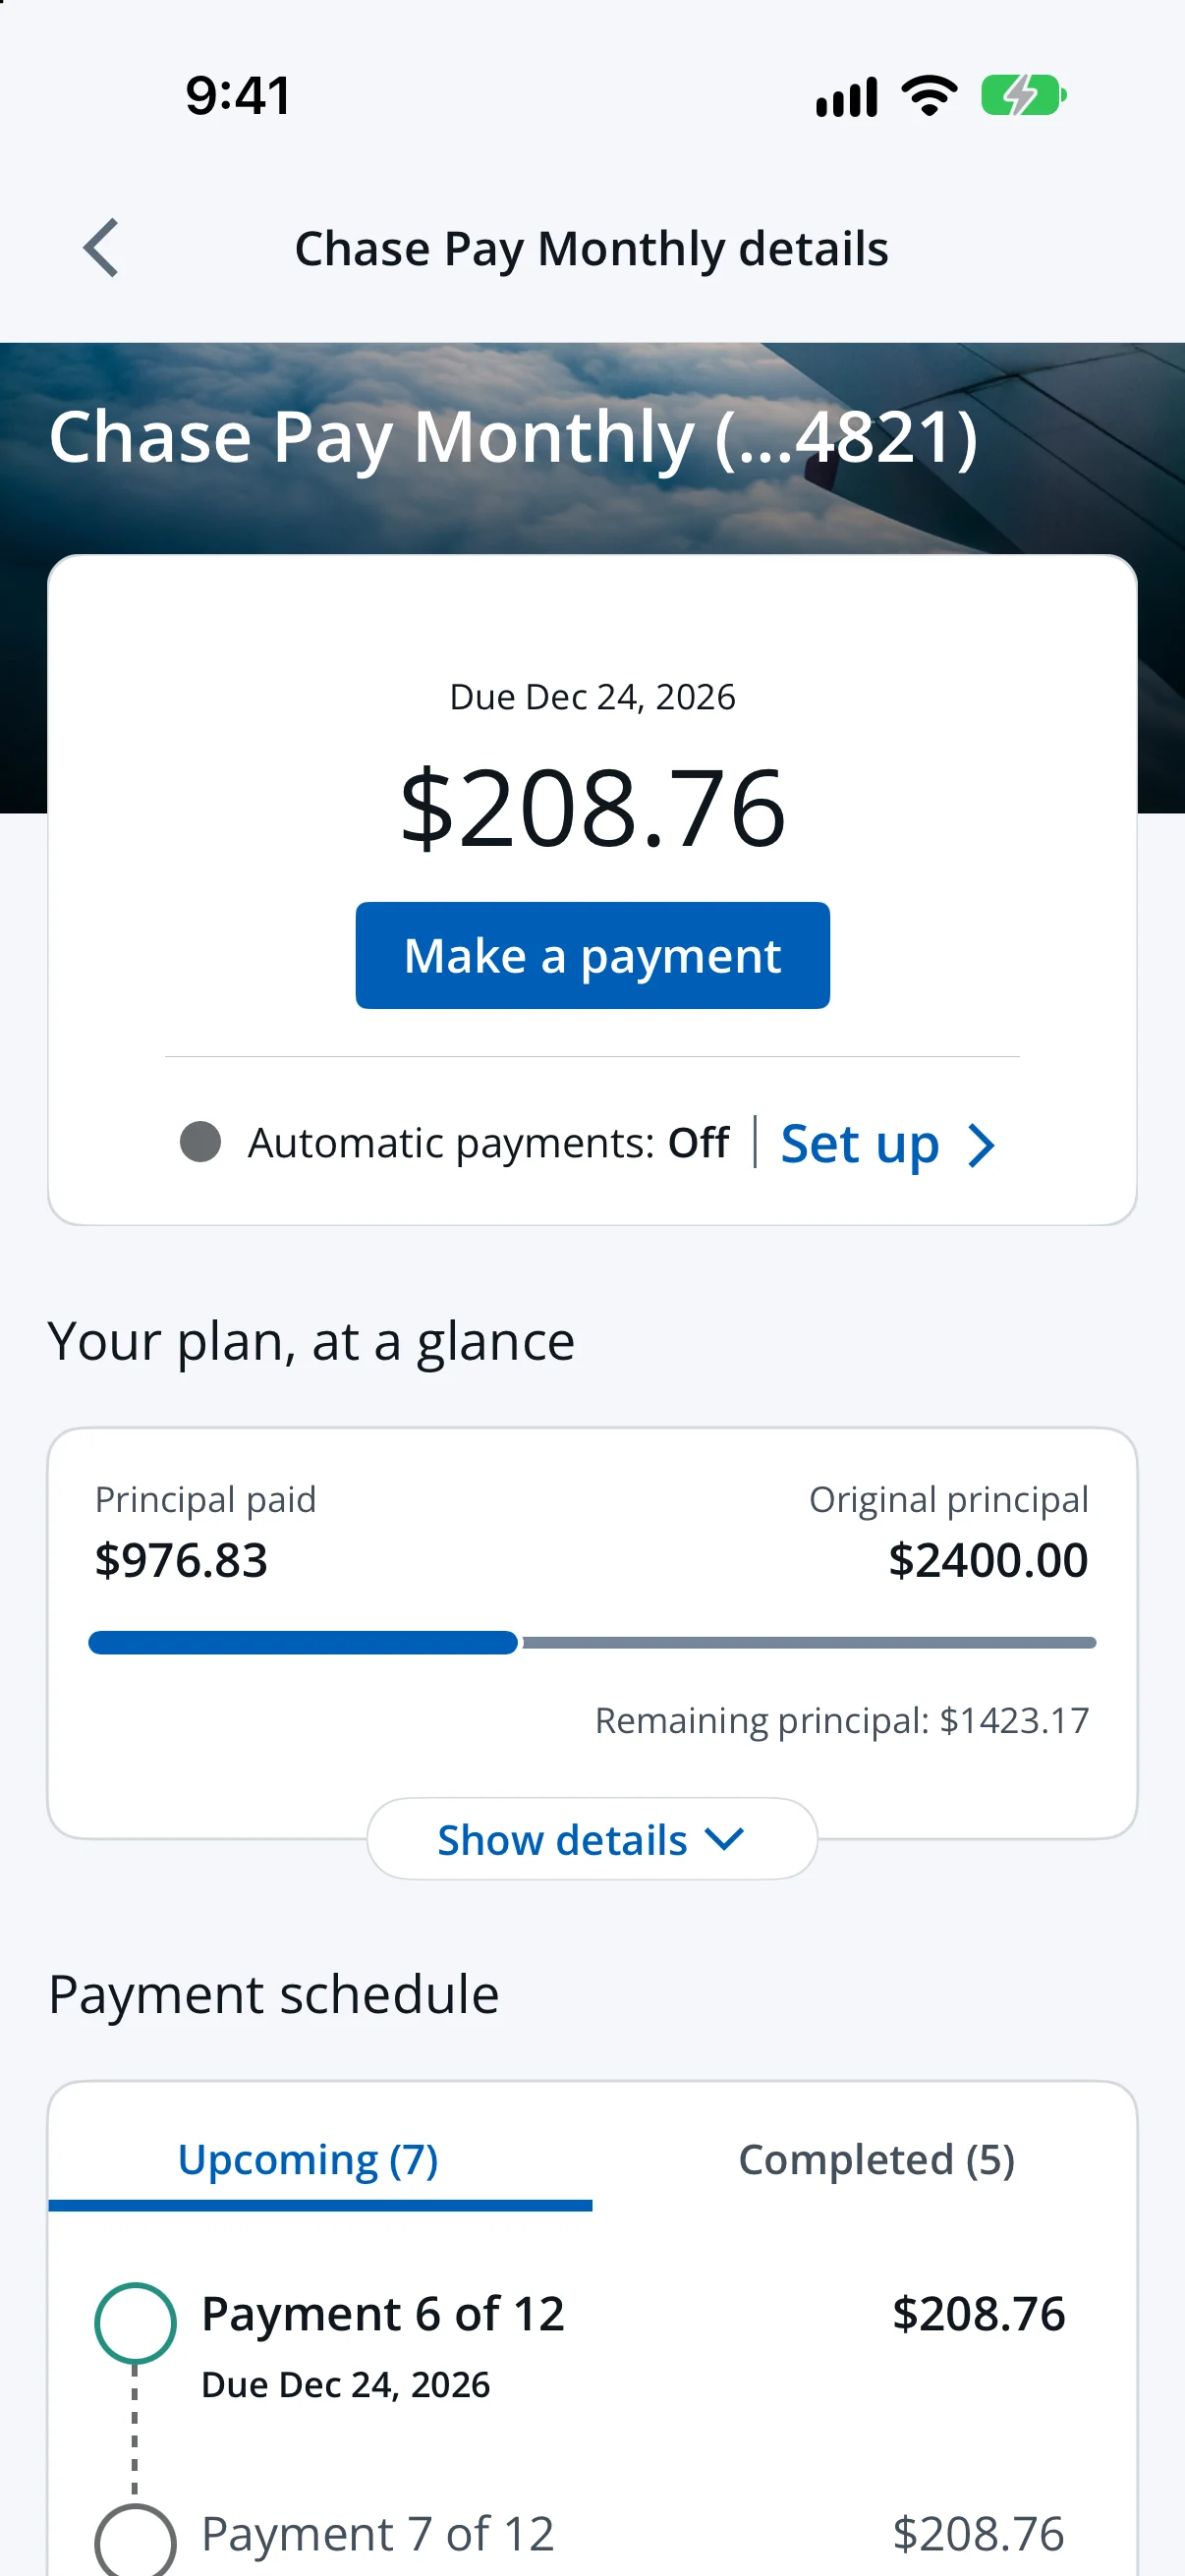 9:41
Chase Pay Monthly details
Chase Pay Monthly (...4821)
Due Dec 24, 2026
$208.76
Make a payment
Automatic payments: Off | Set up
Your plan, at a glance
Principal paid Original principal
$976.83 $2400.00
Remaining principal: $1423.17
Show details
Payment schedule
Upcoming (7) Completed (5)
Payment 6 of 12 $208.76
Due Dec 24, 2026
Payment 7 of 12 $208.76